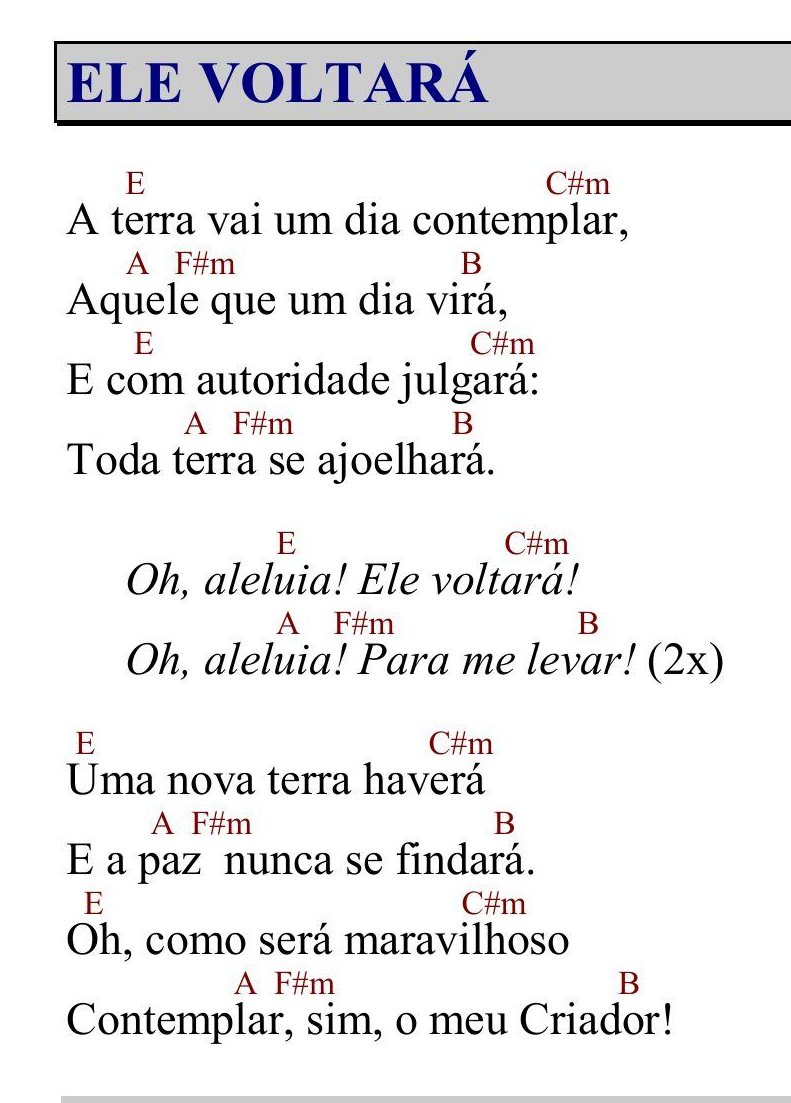 ELE VOLTARÁ
E C#m
A terra vai um dia contemplar,
A F#m B
Aquele que um dia virá,
E C#m
E com autoridade julgará:
A F#m B
Toda terra se ajoelhará.
E C#m
Oh, aleluia! Ele voltará!
A F#m B
Oh, aleluia! Para me levar! (2x)
E C#m
Uma nova terra haverá
A F#m B
E a paz nunca se findará.
E C#m
Oh, como será maravilhoso
A F#m B
Contemplar, sim, o meu Criador!